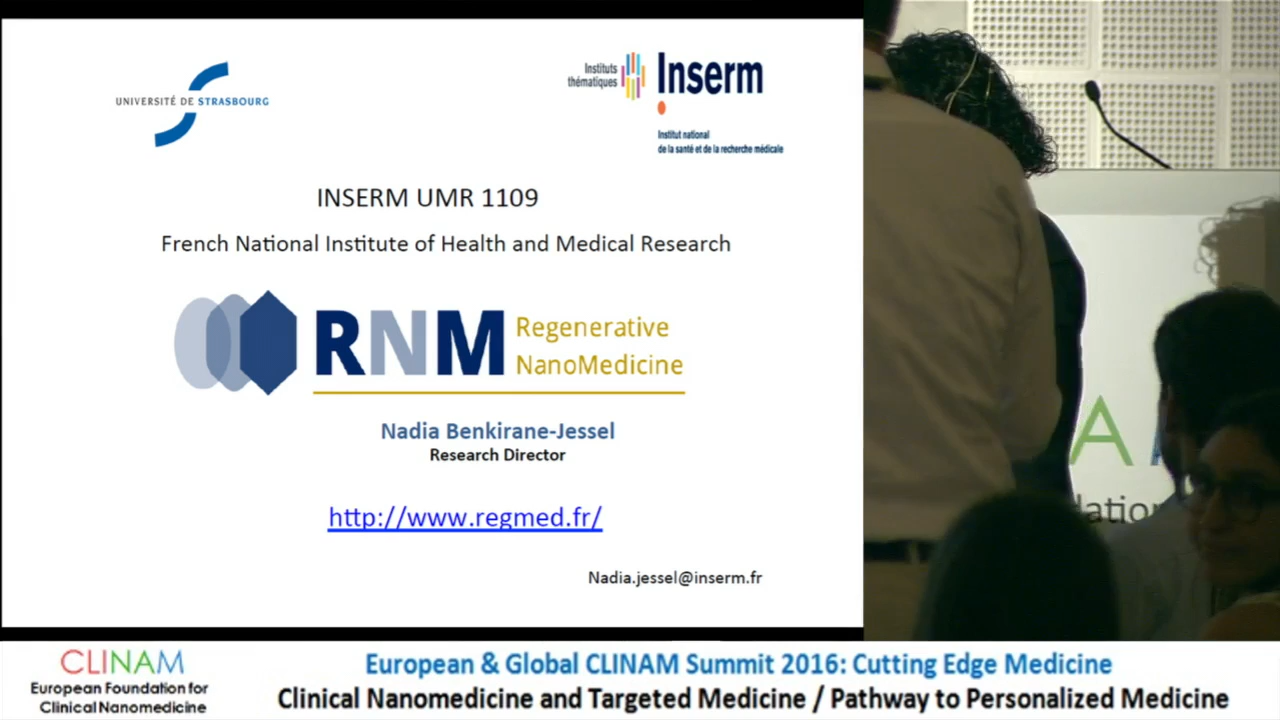 UNIVERSITÉ DE STRASBOURG
Instituts
thématiques
Inserm
Institut national
de la santé et de la recherche médicale
INSERM UMR 1109
French National Institute of Health and Medical Research
RNM
Regenerative
NanoMedicine
Nadia Benkirane-Jessel
Research Director
http://www.regmed.fr/
Nadia.jessel@inserm.fr
A
dation
CLINAM
European Foundation for
Clinical Nanomedicine
European & Global CLINAM Summit 2016: Cutting Edge Medicine
Clinical Nanomedicine and Targeted Medicine / Pathway to Personalized Medicine